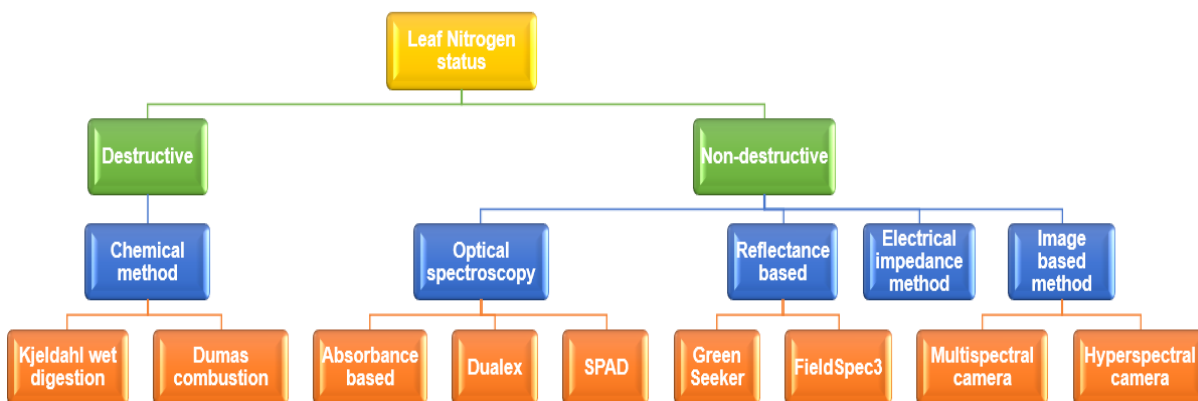 Leaf Nitrogen
status
Destructive
Non-destructive
Chemical
method
Optical
spectroscopy
Reflectance
based
Electrical
impedance
method
Image
based
method
Kjeldahl wet
digestion
Dumas
combustion
Absorbance
based
Dualex
SPAD
Green
Seeker
FieldSpec3
Multispectral
camera
Hyperspectral
camera